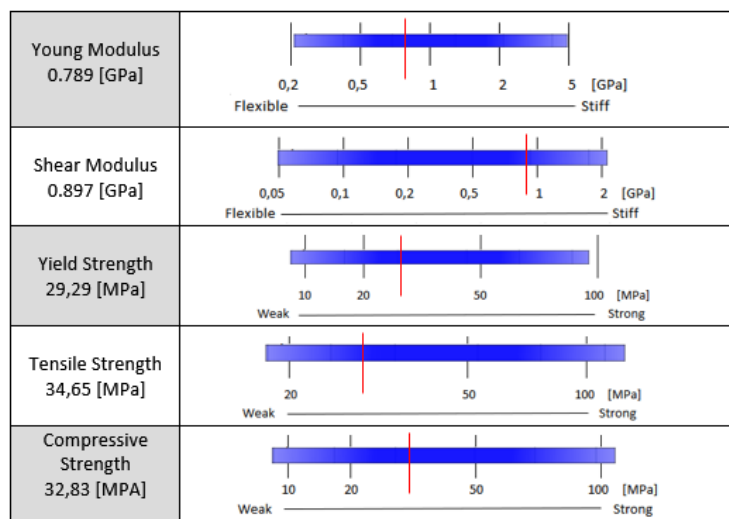 Young Modulus
0.789 [GPa]
0,2 0,5 1 2 5 [GPa]
Flexible Stiff
Shear Modulus
0.897 [GPa]
0,05 0,1 0,2 0,5 1 2 [GPa]
Flexible Stiff
Yield Strength
29,29 [MPa]
10 20 50 100 [MPa]
Weak Strong
Tensile Strength
34,65 [MPa]
20 50 100 [MPa]
Weak Strong
Compressive
Strength
32,83 [MPA]
10 20 50 100 [MPa]
Weak Strong